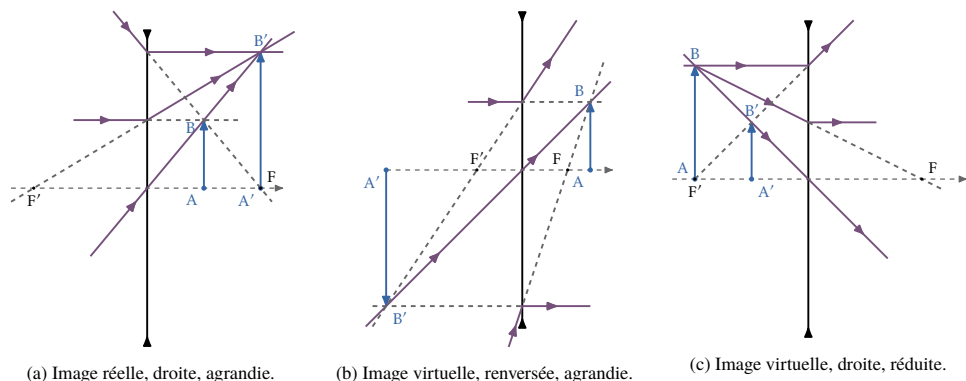 B′
B
F
F′
A
A′
(a) Image réelle, droite, agrandie.
B
F′
F
A′
A
B′
(b) Image virtuelle, renversée, agrandie.
B
B′
A
F′
A′
F
(c) Image virtuelle, droite, réduite.